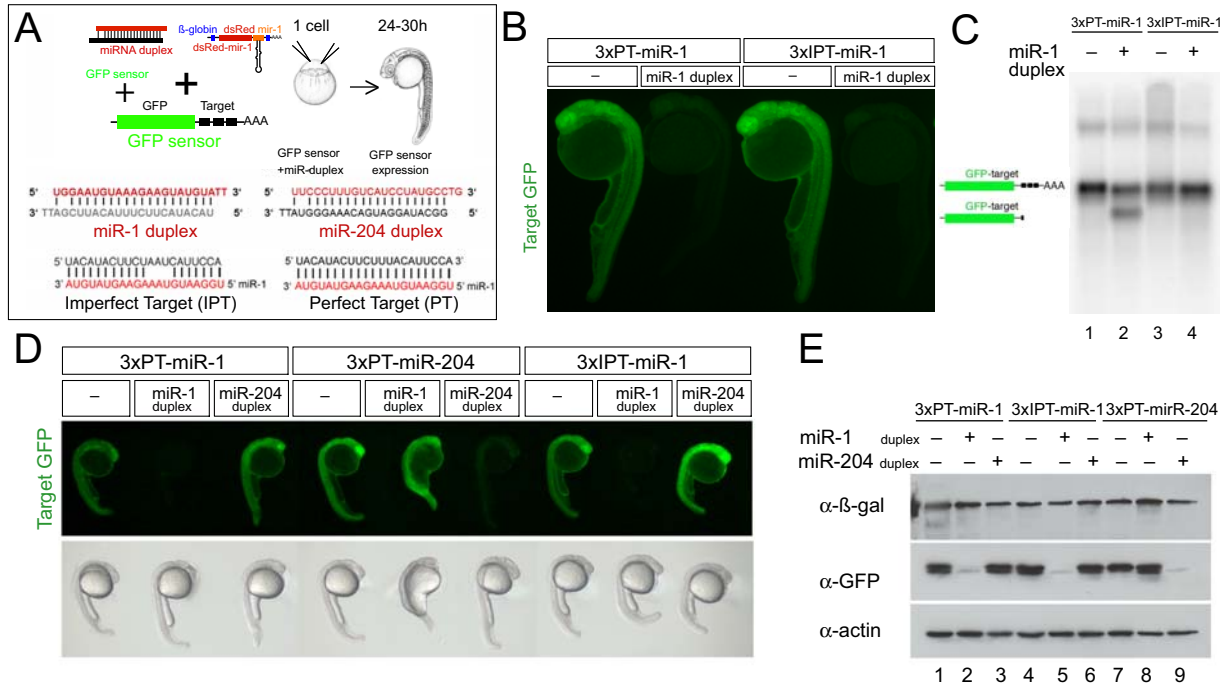 A
miRNA duplex
ß-globin dsRed mir-1 AAA
dsRed-mir-1
1 cell
24-30h
GFP sensor
+
+
GFP
Target
AAA
GFP sensor
GFP sensor
+miR-duplex
GFP sensor
expression
5' UGGAAUGUAAAGAAGUAUGUAUU 3'
3' UUAGCUUACAUUUCUUCAUACAU 5'
miR-1 duplex
5' UUCCCUUUGUCAUCCUAUGCCUG 3'
3' UUAUGGGAAACAGUAGGAUACGG 5'
miR-204 duplex
5' UACAUACUUCUUAAUCAUUCCA
3' AUGUAUGAAGAAAUGUAAGGU 5' miR-1
Imperfect Target (IPT)
5' UACAUACUUCUUUACAUUCCA 3'
3' AUGUAUGAAGAAAUGUAAGGU 5' miR-1
Perfect Target (PT)
B
3xPT-miR-1
3xIPT-miR-1
–
miR-1 duplex
–
miR-1 duplex
Target GFP
C
3xPT-miR-1 3xIPT-miR-1
miR-1
duplex
– + – +
GFP-target
AAA
GFP-target
1 2 3 4
D
3xPT-miR-1
3xPT-miR-204
3xIPT-miR-1
–
miR-1
duplex
miR-204
duplex
–
miR-1
duplex
miR-204
duplex
–
miR-1
duplex
miR-204
duplex
Target GFP
E
3xPT-miR-1 3xIPT-miR-1 3xPT-mirR-204
miR-1 duplex – + – – + – – + –
miR-204 duplex – – + – – + – – +
α-ß-gal
α-GFP
α-actin
1 2 3 4 5 6 7 8 9